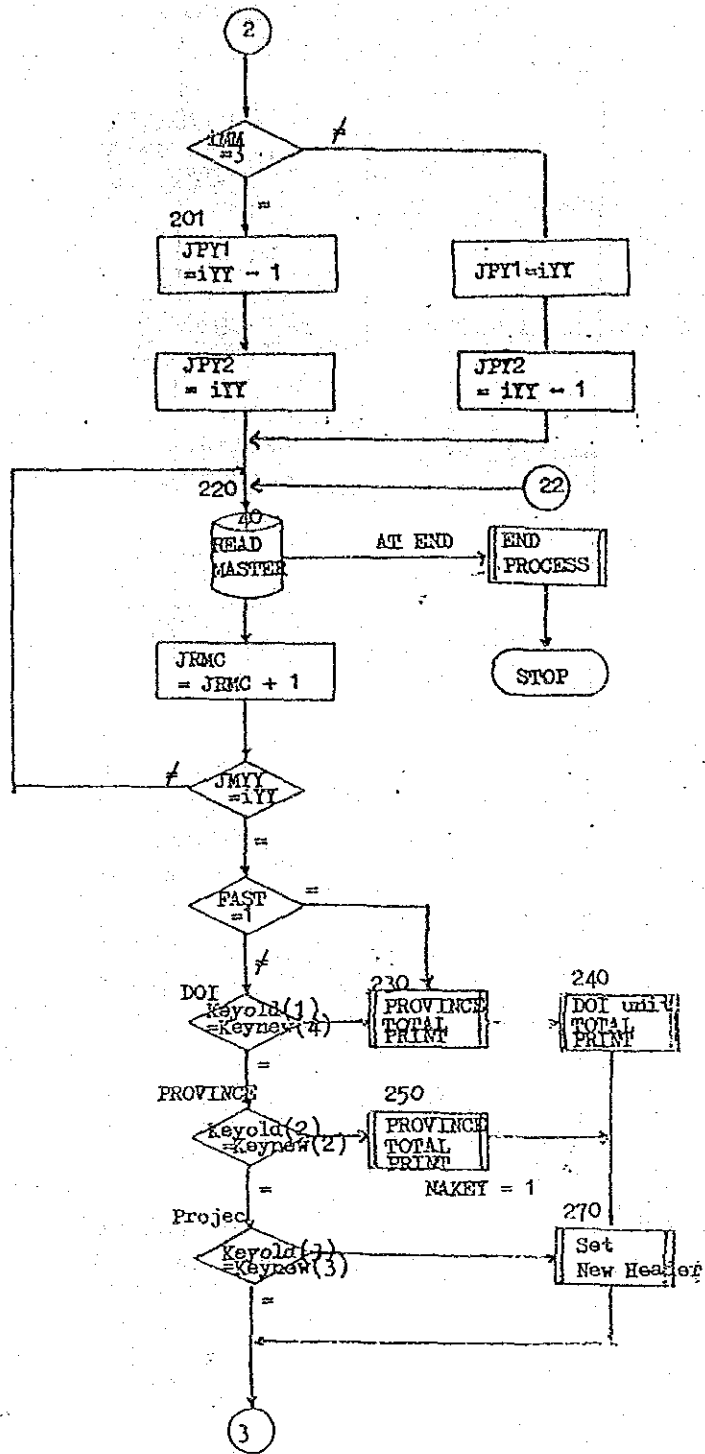 2
iMM
=3
≠
=
201
JPY1
=iYY - 1
JPY1=iYY
JPY2
= iYY
JPY2
= iYY - 1
220
22
40
READ
MASTER
AT END
END
PROCESS
JRMC
= JRMC + 1
STOP
≠
JMYY
=iYY
=
FAST
=1
=
≠
DOI
Keyold(1)
=Keynew(4)
230
PROVINCE
TOTAL
PRINT
240
DOI unit
TOTAL
PRINT
=
PROVINCE
Keyold(2)
=Keynew(2)
250
PROVINCE
TOTAL
PRINT
NAKEY = 1
=
Projec
Keyold(3)
=Keynew(3)
270
Set
New Header
=
3